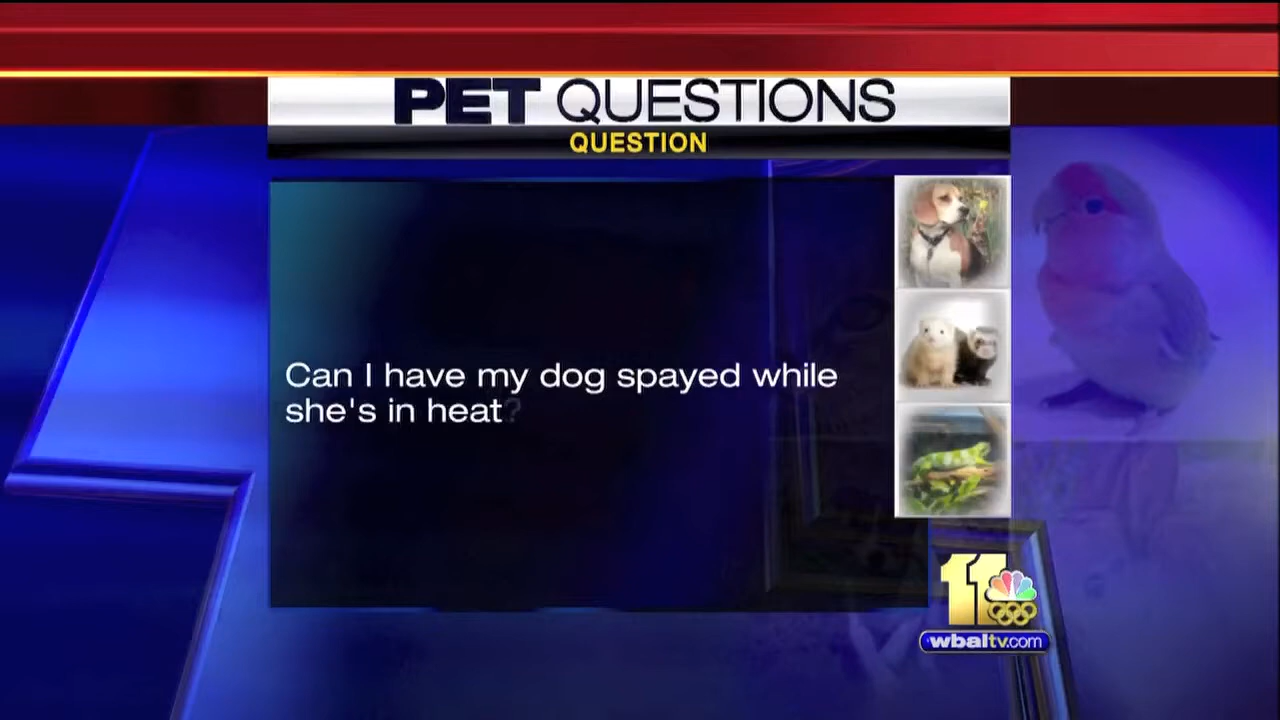 PET QUESTIONS
QUESTION
Can I have my dog spayed while
she's in heat?
11
wbaltv.com